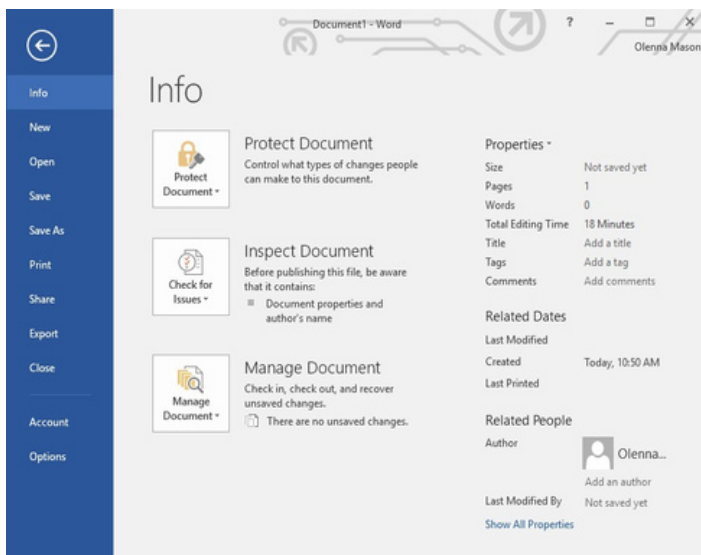 Document1 - Word
?
Olenna Mason
Info
New
Open
Save
Save As
Print
Share
Export
Close
Account
Options
Info
Protect
Document
Protect Document
Control what types of changes people
can make to this document.
Check for
Issues
Inspect Document
Before publishing this file, be aware
that it contains:
Document properties and
author's name
Manage
Document
Manage Document
Check in, check out, and recover
unsaved changes.
There are no unsaved changes.
Properties
Size Not saved yet
Pages 1
Words 0
Total Editing Time 18 Minutes
Title Add a title
Tags Add a tag
Comments Add comments
Related Dates
Last Modified
Created Today, 10:50 AM
Last Printed
Related People
Author Olenna...
Add an author
Last Modified By Not saved yet
Show All Properties